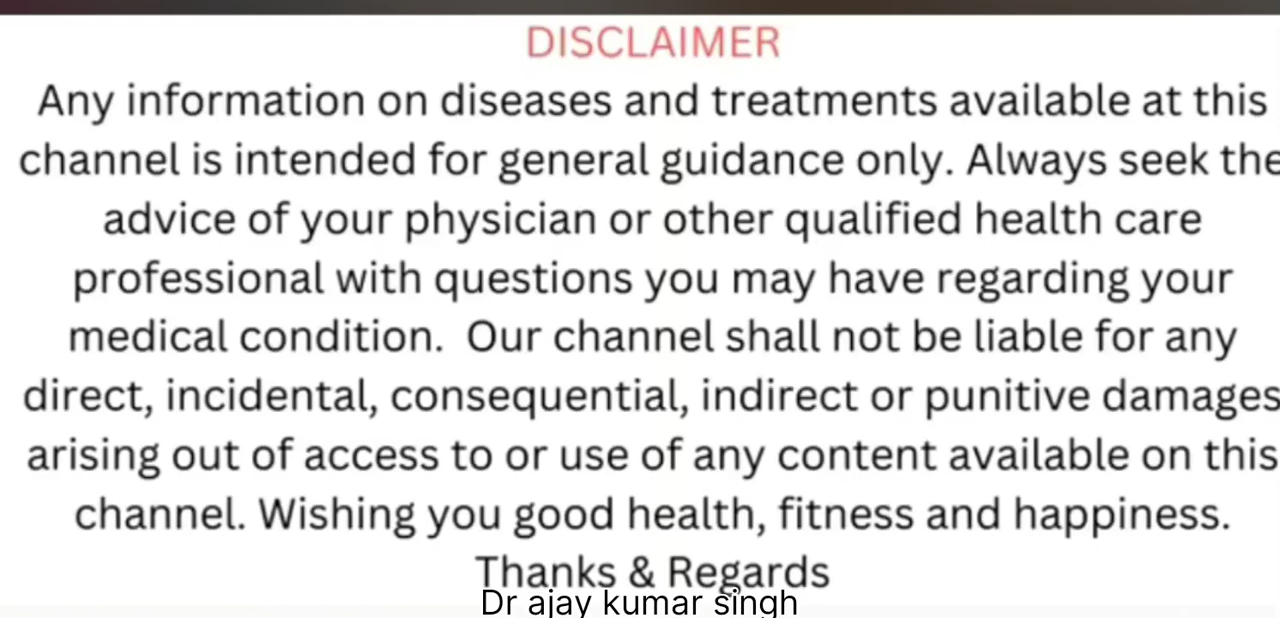 DISCLAIMER
Any information on diseases and treatments available at this
channel is intended for general guidance only. Always seek the
advice of your physician or other qualified health care
professional with questions you may have regarding your
medical condition.  Our channel shall not be liable for any
direct, incidental, consequential, indirect or punitive damages
arising out of access to or use of any content available on this
channel. Wishing you good health, fitness and happiness.
Thanks & Regards
Dr ajay kumar singh